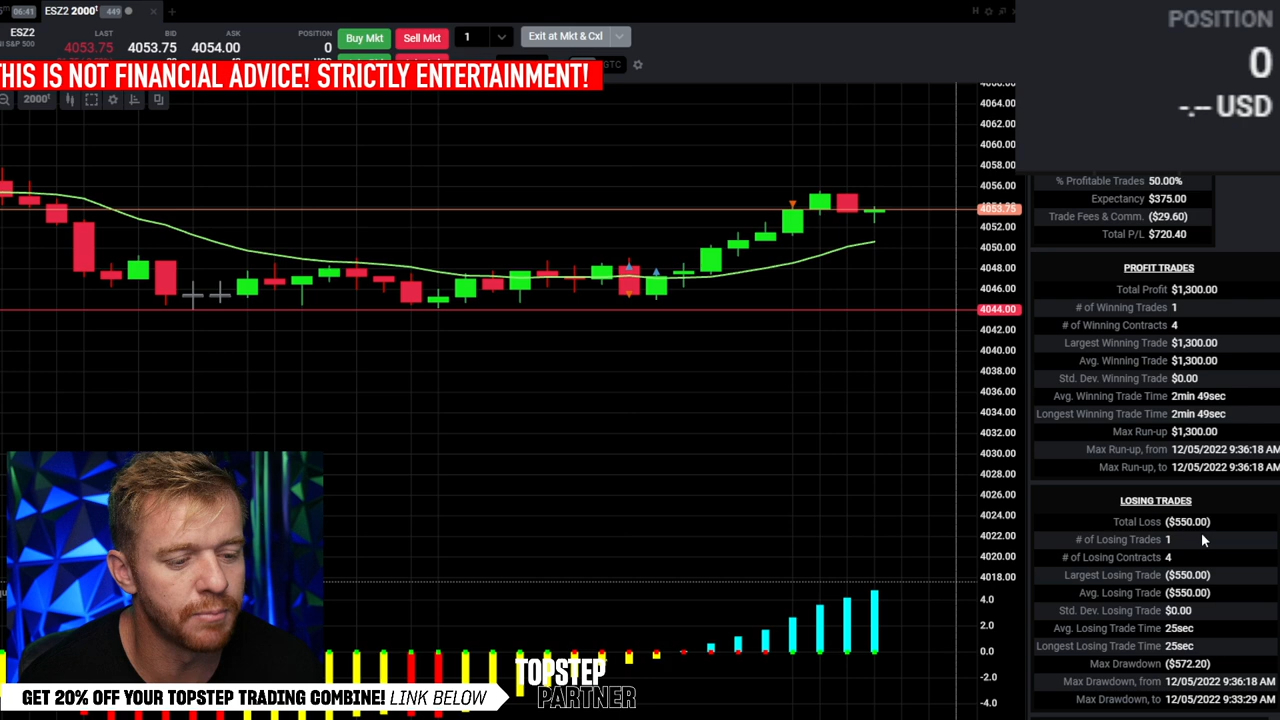 06:41 ESZ2 2000t 449
ESZ2
LAST
BID
ASK
POSITION
4053.75
4053.75
4054.00
0
Buy Mkt
Sell Mkt
1
Exit at Mkt & Cxl
THIS IS NOT FINANCIAL ADVICE! STRICTLY ENTERTAINMENT!
2000t
POSITION
0
-.-- USD
4064.00
4062.00
4060.00
4058.00
4056.00
4053.75
4052.00
4050.00
4048.00
4046.00
4044.00
4042.00
4040.00
4038.00
4036.00
4034.00
4032.00
4030.00
4028.00
4026.00
4024.00
4022.00
4020.00
4018.00
4.0
2.0
0.0
-2.0
-4.0
% Profitable Trades 50.00%
Expectancy $375.00
Trade Fees & Comm. ($29.60)
Total P/L $720.40
PROFIT TRADES
Total Profit $1,300.00
# of Winning Trades 1
# of Winning Contracts 4
Largest Winning Trade $1,300.00
Avg. Winning Trade $1,300.00
Std. Dev. Winning Trade $0.00
Avg. Winning Trade Time 2min 49sec
Longest Winning Trade Time 2min 49sec
Max Run-up $1,300.00
Max Run-up, from 12/05/2022 9:36:18 AM
Max Run-up, to 12/05/2022 9:36:18 AM
LOSING TRADES
Total Loss ($550.00)
# of Losing Trades 1
# of Losing Contracts 4
Largest Losing Trade ($550.00)
Avg. Losing Trade ($550.00)
Std. Dev. Losing Trade $0.00
Avg. Losing Trade Time 25sec
Longest Losing Trade Time 25sec
Max Drawdown ($572.20)
Max Drawdown, from 12/05/2022 9:36:18 AM
Max Drawdown, to 12/05/2022 9:33:29 AM
GET 20% OFF YOUR TOPSTEP TRADING COMBINE! LINK BELOW
TOPSTEP
PARTNER